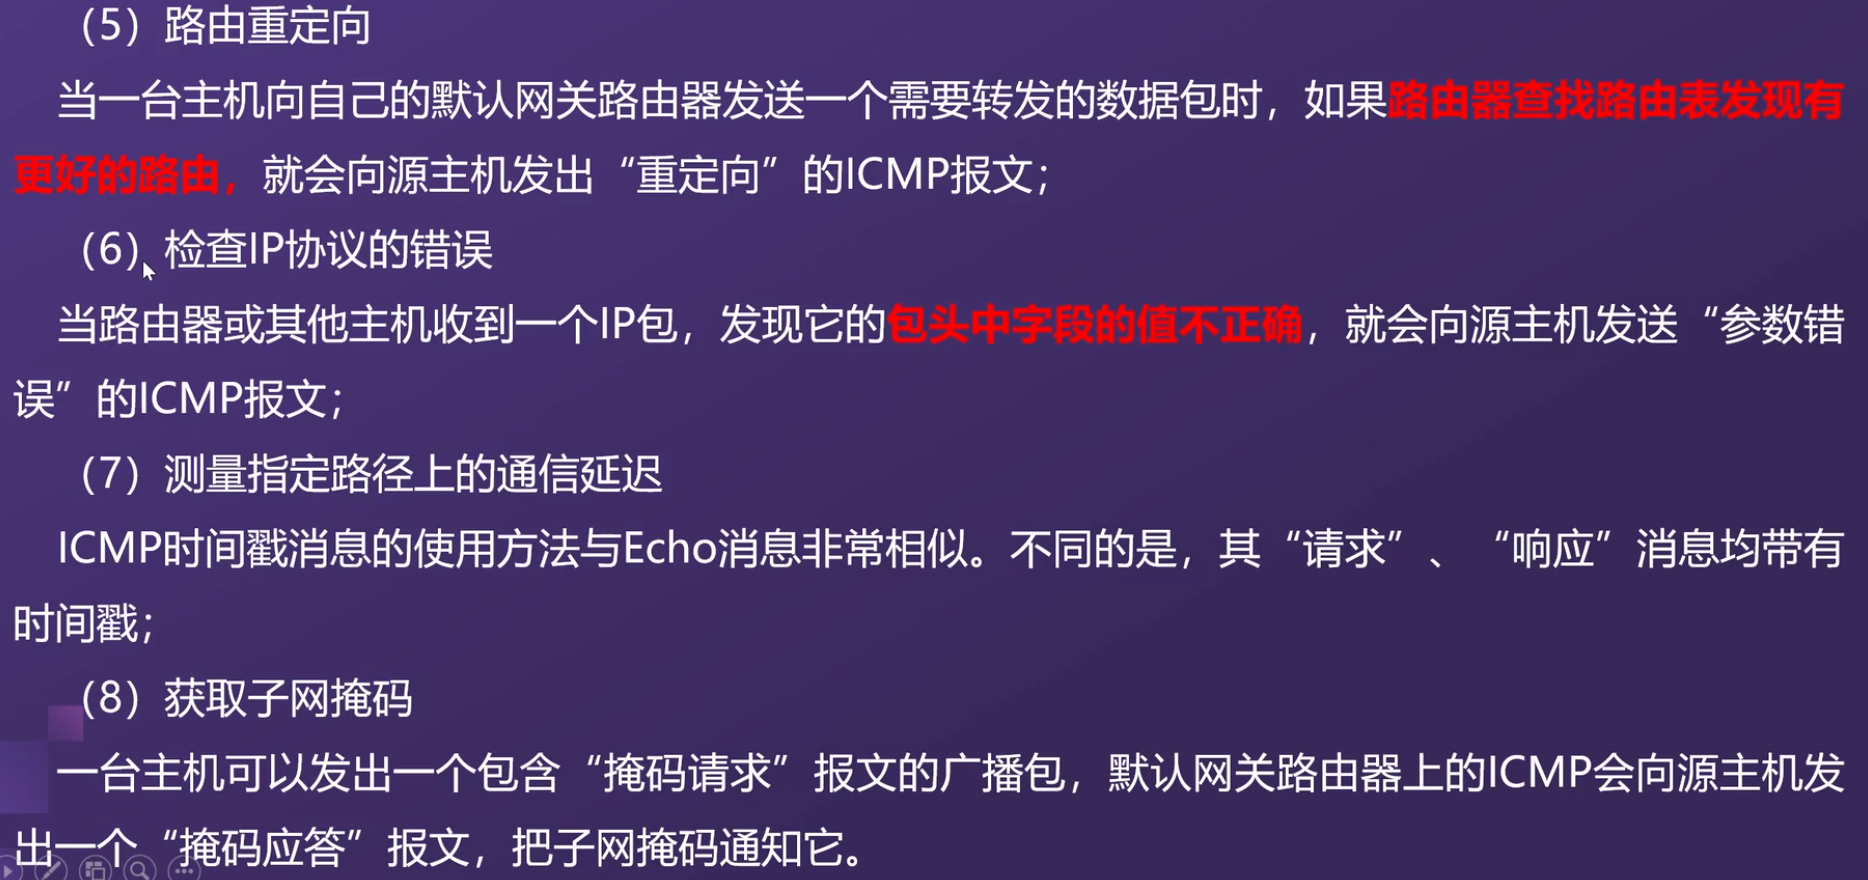 （5）路由重定向
当一台主机向自己的默认网关路由器发送一个需要转发的数据包时，如果路由器查找路由表发现有
更好的路由，就会向源主机发出“重定向”的ICMP报文；
（6）检查IP协议的错误
当路由器或其他主机收到一个IP包，发现它的包头中字段的值不正确，就会向源主机发送“参数错
误”的ICMP报文；
（7）测量指定路径上的通信延迟
ICMP时间戳消息的使用方法与Echo消息非常相似。不同的是，其“请求”、“响应”消息均带有
时间戳；
（8）获取子网掩码
一台主机可以发出一个包含“掩码请求”报文的广播包，默认网关路由器上的ICMP会向源主机发
出一个“掩码应答”报文，把子网掩码通知它。